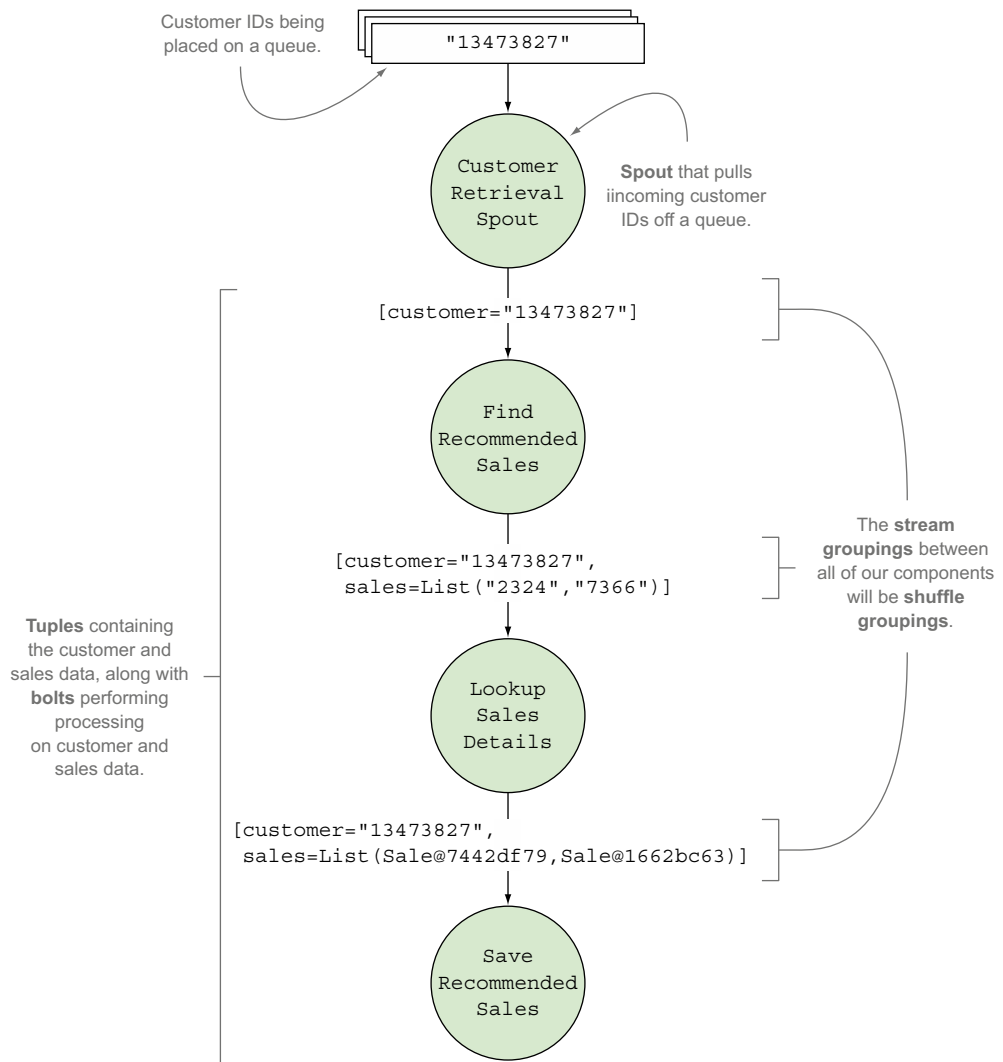 Customer IDs being
placed on a queue.
"13473827"
Customer
Retrieval
Spout
Spout that pulls
iincoming customer
IDs off a queue.
[customer="13473827"]
Find
Recommended
Sales
[customer="13473827",
sales=List("2324","7366")]
The stream
groupings between
all of our components
will be shuffle
groupings.
Tuples containing
the customer and
sales data, along with
bolts performing
processing
on customer and
sales data.
Lookup
Sales
Details
[customer="13473827",
sales=List(Sale@7442df79,Sale@1662bc63)]
Save
Recommended
Sales